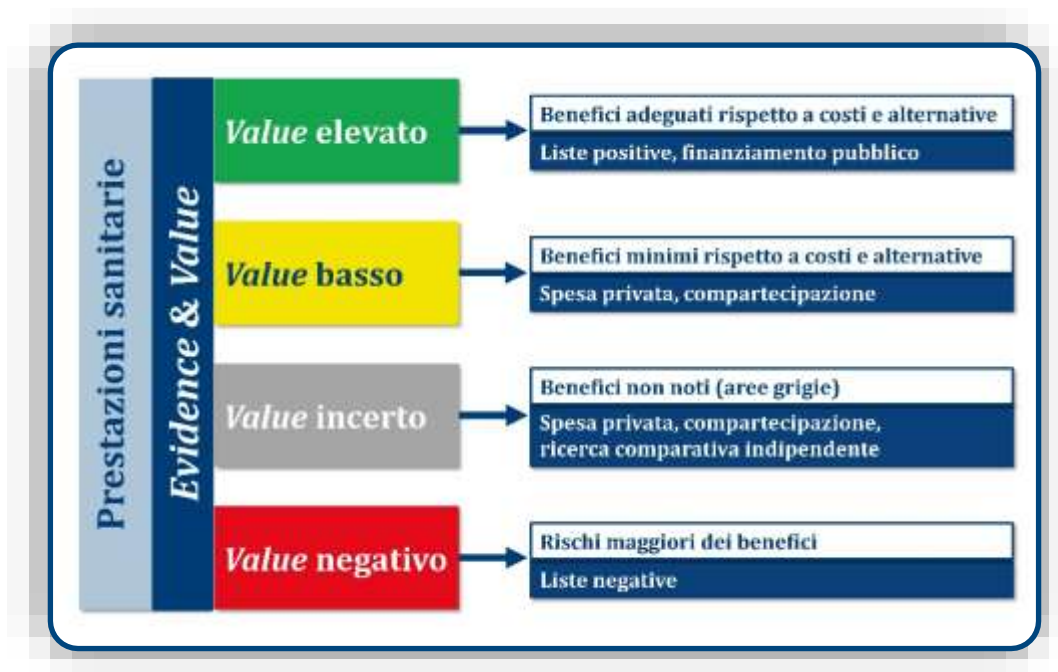 Prestazioni sanitarie
Evidence & Value
Value elevato
Benefici adeguati rispetto a costi e alternative
Liste positive, finanziamento pubblico
Value basso
Benefici minimi rispetto a costi e alternative
Spesa privata, compartecipazione
Value incerto
Benefici non noti (aree grigie)
Spesa privata, compartecipazione,
ricerca comparativa indipendente
Value negativo
Rischi maggiori dei benefici
Liste negative